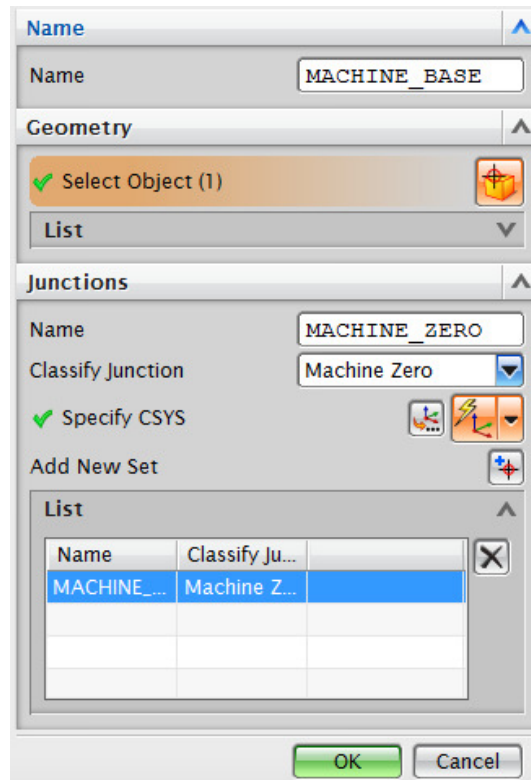 Name
Name MACHINE_BASE
Geometry
Select Object (1)
List
Junctions
Name MACHINE_ZERO
Classify Junction Machine Zero
Specify CSYS
Add New Set
List
Name Classify Ju...
MACHINE_... Machine Z...
OK Cancel